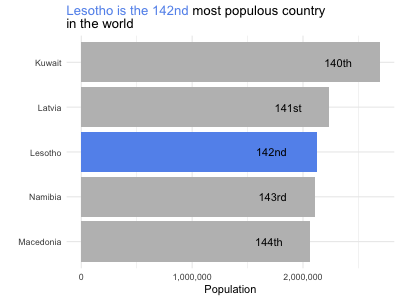 Lesotho is the 142nd most populous country
in the world
Kuwait
140th
Latvia
141st
Lesotho
142nd
Namibia
143rd
Macedonia
144th
0
1,000,000
2,000,000
Population